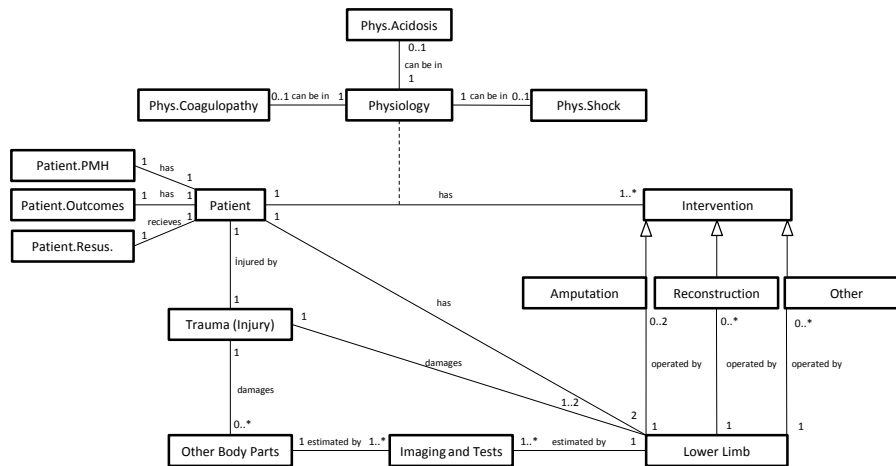 Phys.Acidosis
0..1
can be in
1
Phys.Coagulopathy
0..1 can be in 1
Physiology
1 can be in 0..1
Phys.Shock
Patient.PMH
1
has
1
Patient.Outcomes
1 has 1
Patient
1 has 1..*
Intervention
1
recieves
1
Patient.Resus.
1
1
Injured by
1
Amputation
Reconstruction
Other
has
Trauma (Injury)
1
0..2
0..*
0..*
1
damages
operated by
operated by
operated by
damages
1..2
2
0..*
1
1
1
Other Body Parts
1 estimated by 1..*
Imaging and Tests
1..* estimated by 1
Lower Limb